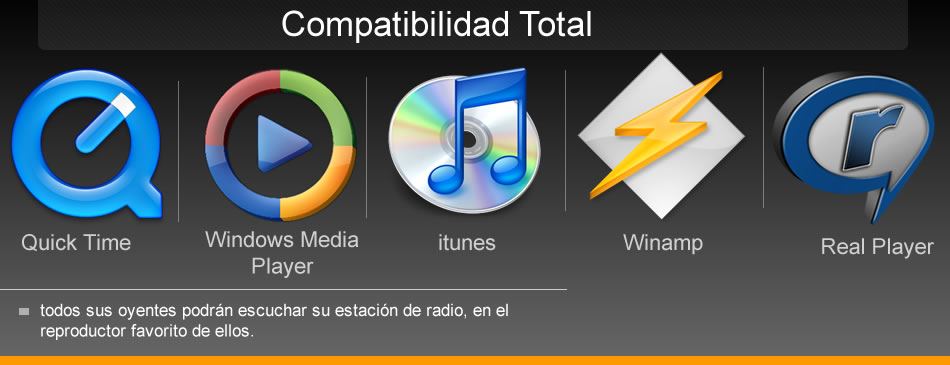 Compatibilidad Total
Quick Time
Windows Media
Player
itunes
Winamp
Real Player
todos sus oyentes podrán escuchar su estación de radio, en el
reproductor favorito de ellos.